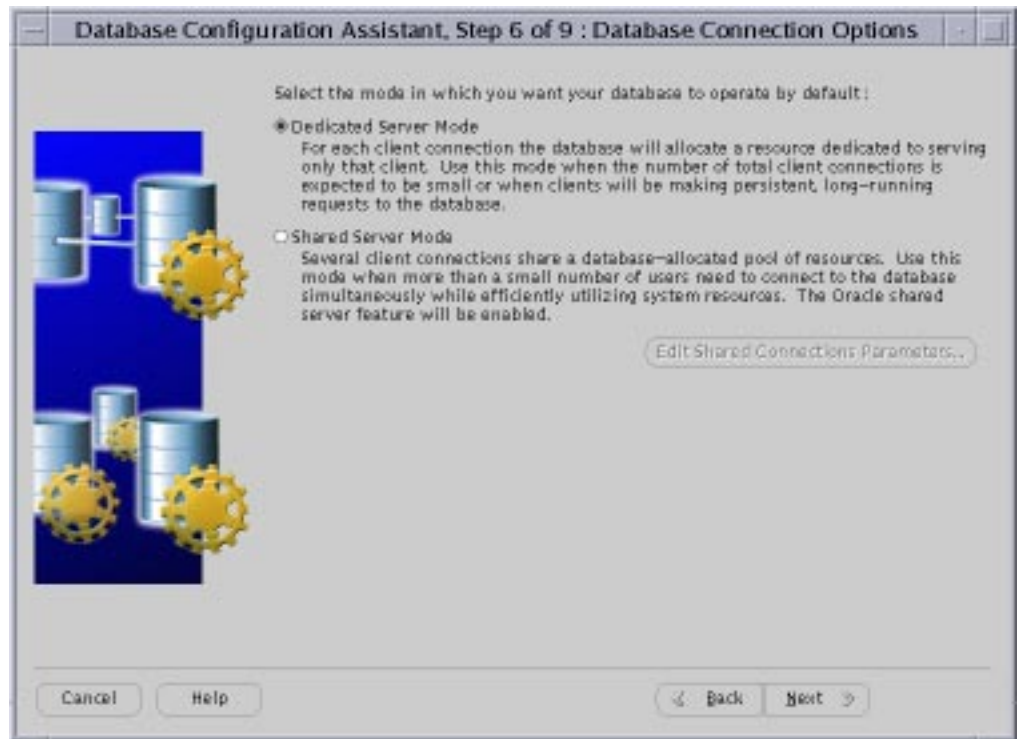 Database Configuration Assistant, Step 6 of 9 : Database Connection Options
Select the mode in which you want your database to operate by default:
Dedicated Server Mode
For each client connection the database will allocate a resource dedicated to serving
only that client. Use this mode when the number of total client connections is
expected to be small or when clients will be making persistent, long-running
requests to the database.
Shared Server Mode
Several client connections share a database-allocated pool of resources. Use this
mode when more than a small number of users need to connect to the database
simultaneously while efficiently utilizing system resources. The Oracle shared
server feature will be enabled.
Edit Shared Connections Parameters...
Cancel Help Back Next